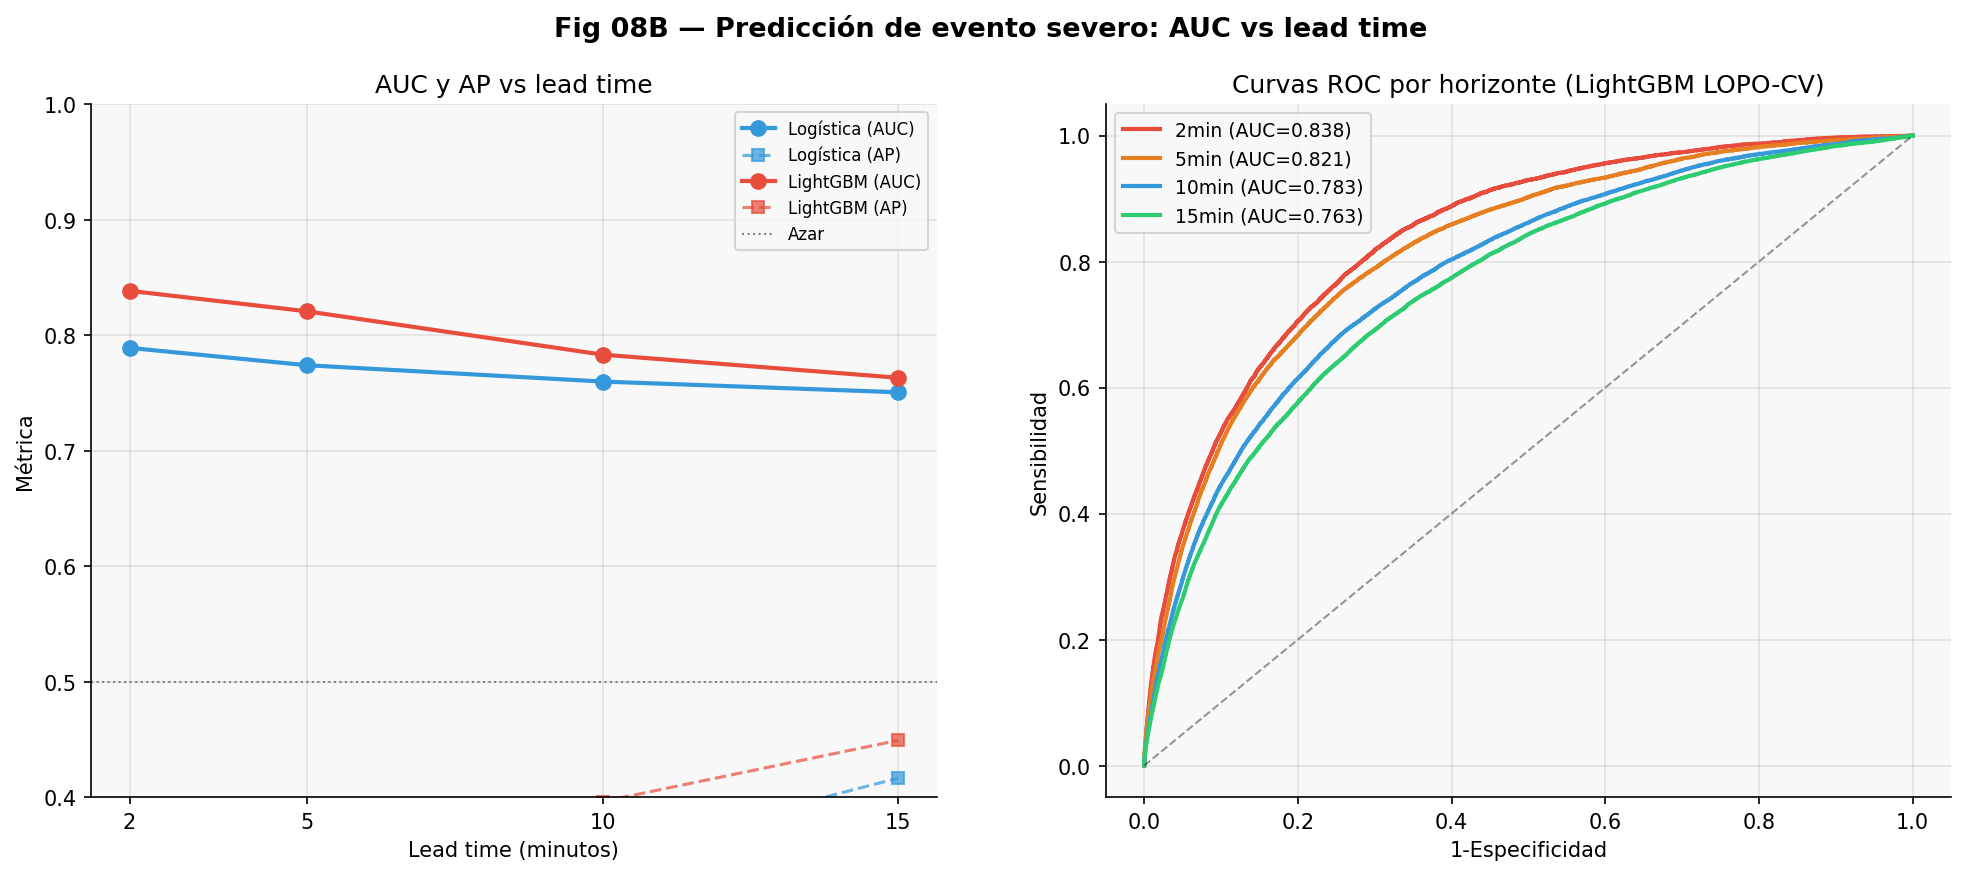 Fig 08B — Predicción de evento severo: AUC vs lead time
AUC y AP vs lead time
Métrica
1.0
0.9
0.8
0.7
0.6
0.5
0.4
Logística (AUC)
Logística (AP)
LightGBM (AUC)
LightGBM (AP)
Azar
2
5
10
15
Lead time (minutos)
Curvas ROC por horizonte (LightGBM LOPO-CV)
Sensibilidad
1.0
0.8
0.6
0.4
0.2
0.0
2min (AUC=0.838)
5min (AUC=0.821)
10min (AUC=0.783)
15min (AUC=0.763)
0.0
0.2
0.4
0.6
0.8
1.0
1-Especificidad